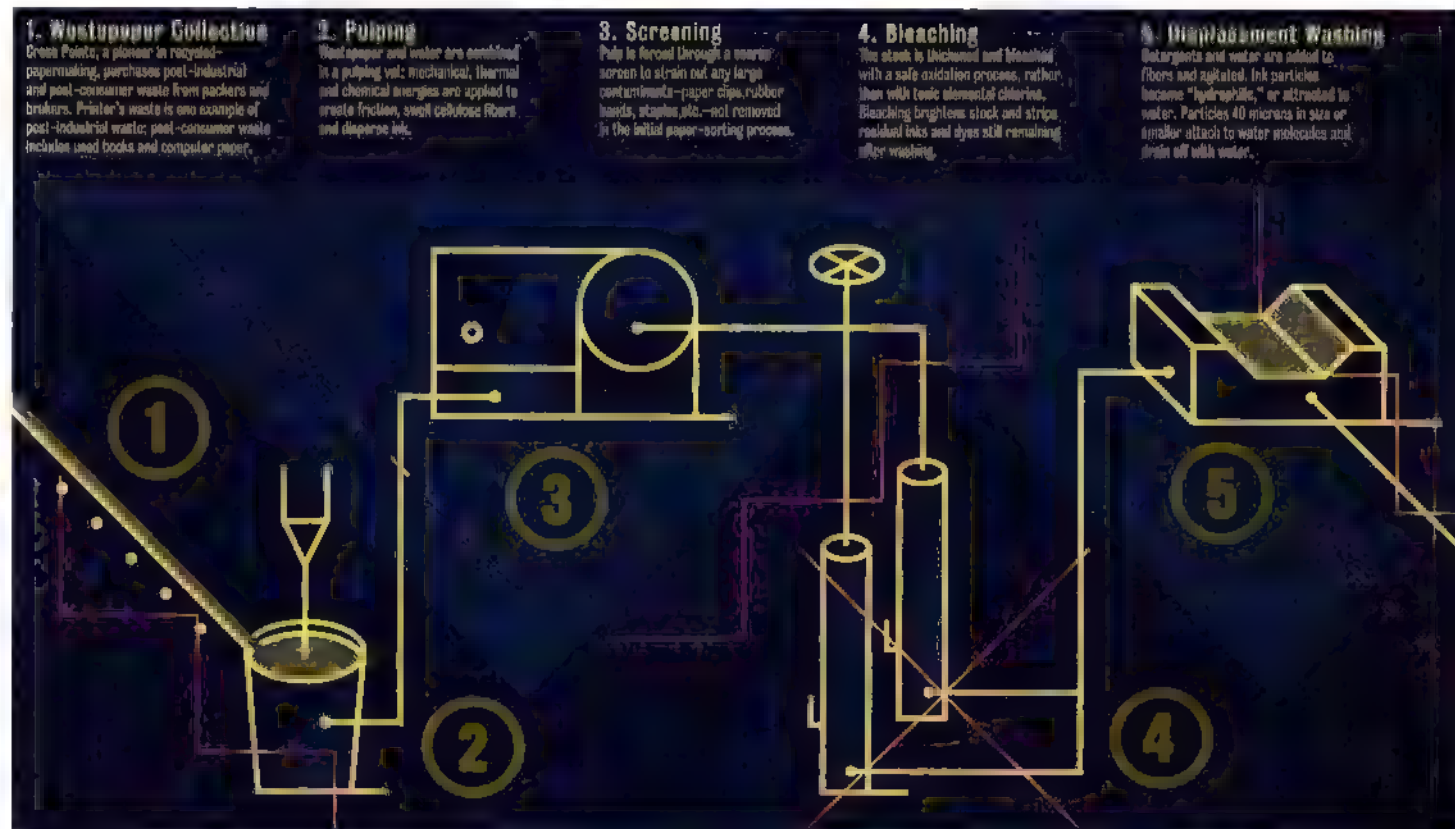 1. Wastepaper Collection
Cross Pointe, a pioneer in recycled-
papermaking, purchases post-industrial
and post-consumer waste from packers and
brokers. Printer's waste is one example of
post-industrial waste; post-consumer waste
includes used books and computer paper.
2. Pulping
Wastepaper and water are combined
in a pulping vat; mechanical, thermal
and chemical energies are applied to
create friction, swell cellulose fibers
and disperse ink.
3. Screening
Pulp is forced through a coarse
screen to strain out any large
contaminants–paper clips, rubber
bands, staples, etc.–not removed
in the initial paper-sorting process.
4. Bleaching
The stock is thickened and bleached
with a safe oxidation process, rather
than with toxic elemental chlorine.
Bleaching brightens stock and strips
residual inks and dyes still remaining
after washing.
5. Displacement Washing
Detergents and water are added to
fibers and agitated. Ink particles
become "hydrophilic," or attracted to
water. Particles 40 microns in size or
smaller attach to water molecules and
drain off with water.
1
2
3
4
5